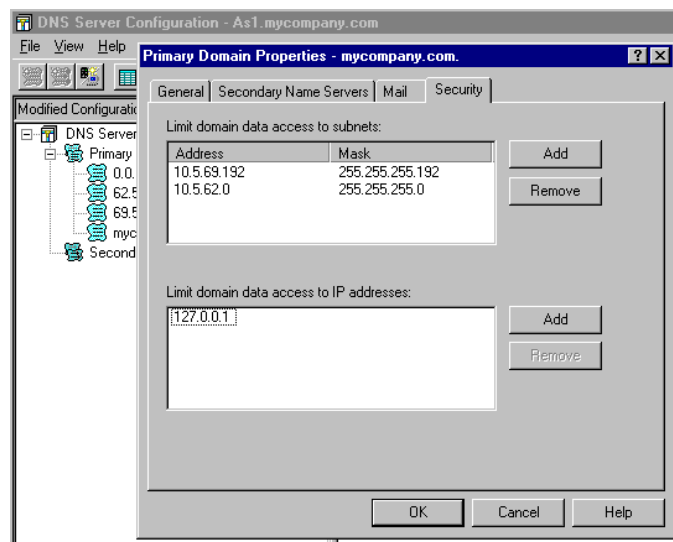 DNS Server Configuration - As1.mycompany.com
File View Help
Primary Domain Properties - mycompany.com.
General Secondary Name Servers Mail Security
Modified Configuratio
DNS Server
Primary
0.0.
62.5
69.5
myc
Second
Limit domain data access to subnets:
Address Mask
10.5.69.192 255.255.255.192
10.5.62.0 255.255.255.0
Add
Remove
Limit domain data access to IP addresses:
127.0.0.1
Add
Remove
OK Cancel Help